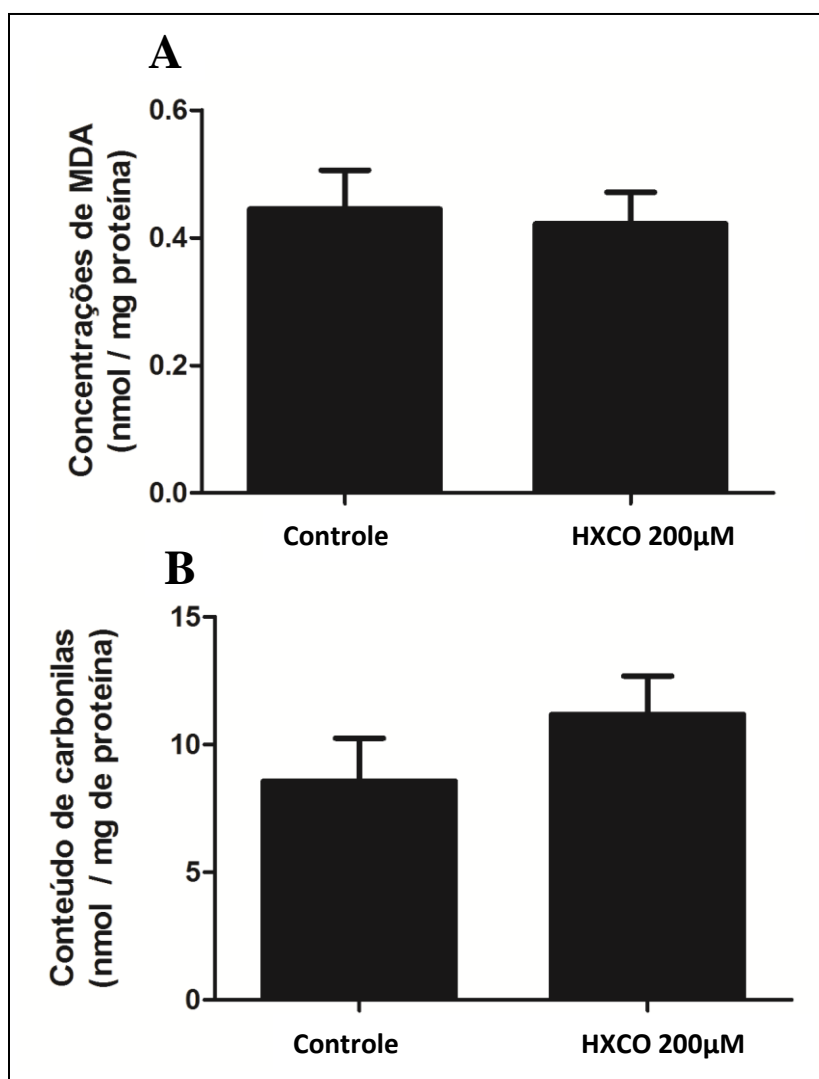 A
Concentrações de MDA
(nmol / mg proteína)
0.6
0.4
0.2
0.0
Controle
HXCO 200µM
B
Conteúdo de carbonilas
(nmol / mg de proteína)
15
10
5
0
Controle
HXCO 200µM